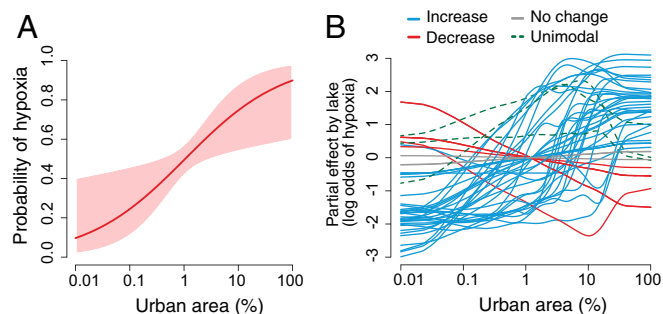 A
Probability of hypoxia
1.0
0.8
0.6
0.4
0.2
0.0
0.01 0.1 1 10 100
Urban area (%)
B
Increase No change
Decrease Unimodal
Partial effect by lake
(log odds of hypoxia)
3
2
1
0
-1
-2
-3
0.01 0.1 1 10 100
Urban area (%)